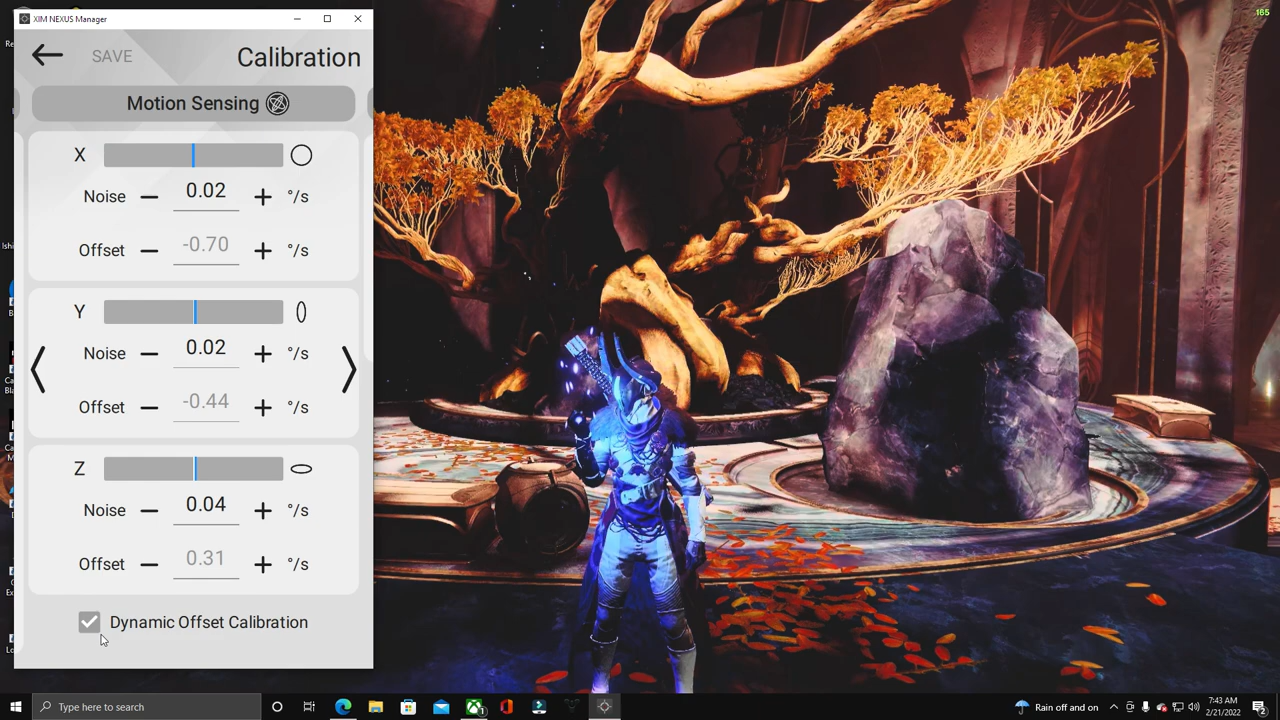 XIM NEXUS Manager
SAVE
Calibration
Motion Sensing
X
Noise 0.02 °/s
Offset -0.70 °/s
Y
Noise 0.02 °/s
Offset -0.44 °/s
Z
Noise 0.04 °/s
Offset 0.31 °/s
Dynamic Offset Calibration
165
Type here to search
1
Rain off and on
7:43 AM
2/21/2022
2